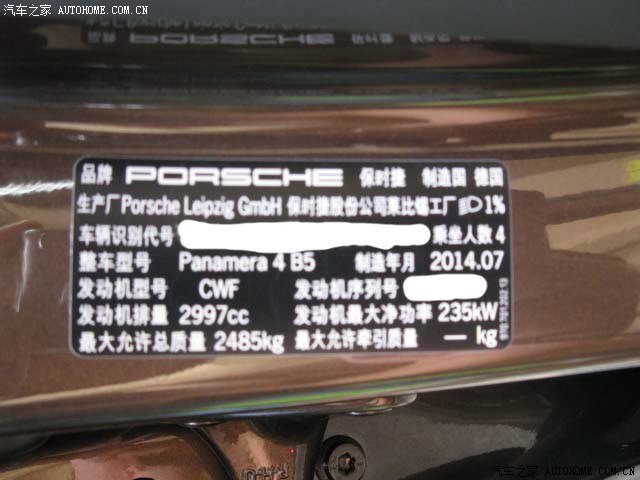 汽车之家 AUTOHOME.COM.CN
PORSCHE
品牌 PORSCHE 保时捷 制造国 德国
生产厂 Porsche Leipzig GmbH 保时捷股份公司莱比锡工厂 1%
车辆识别代号 乘坐人数 4
整车型号 Panamera 4 B5 制造年月 2014.07
发动机型号 CWF 发动机序列号
发动机排量 2997cc 发动机最大净功率 235kW
最大允许总质量 2485kg 最大允许牵引质量 — kg
汽车之家 AUTOHOME.COM.CN